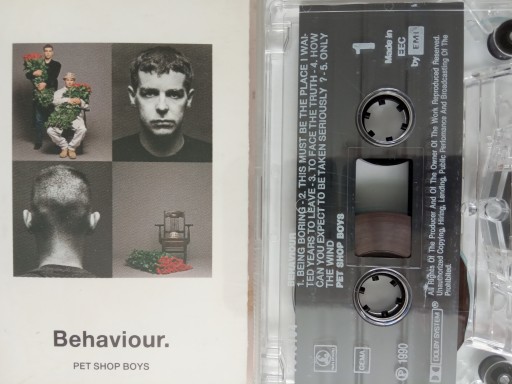 Behaviour.
PET SHOP BOYS
BEHAVIOUR
1. BEING BORING - 2. THIS MUST BE THE PLACE I WAI-
TED YEARS TO LEAVE - 3. TO FACE THE TRUTH - 4. HOW
CAN YOU EXPECT TO BE TAKEN SERIOUSLY ? - 5. ONLY
THE WIND
PET SHOP BOYS
1
Made in
EEC
by EMI
All Rights Of The Producer And Of The Owner Of The Work Reproduced Reserved.
Unauthorised Copying, Hiring, Lending, Public Performance And Broadcasting Of The
Prohibited.
GEMA
℗ 1990
DOLBY SYSTEM ®